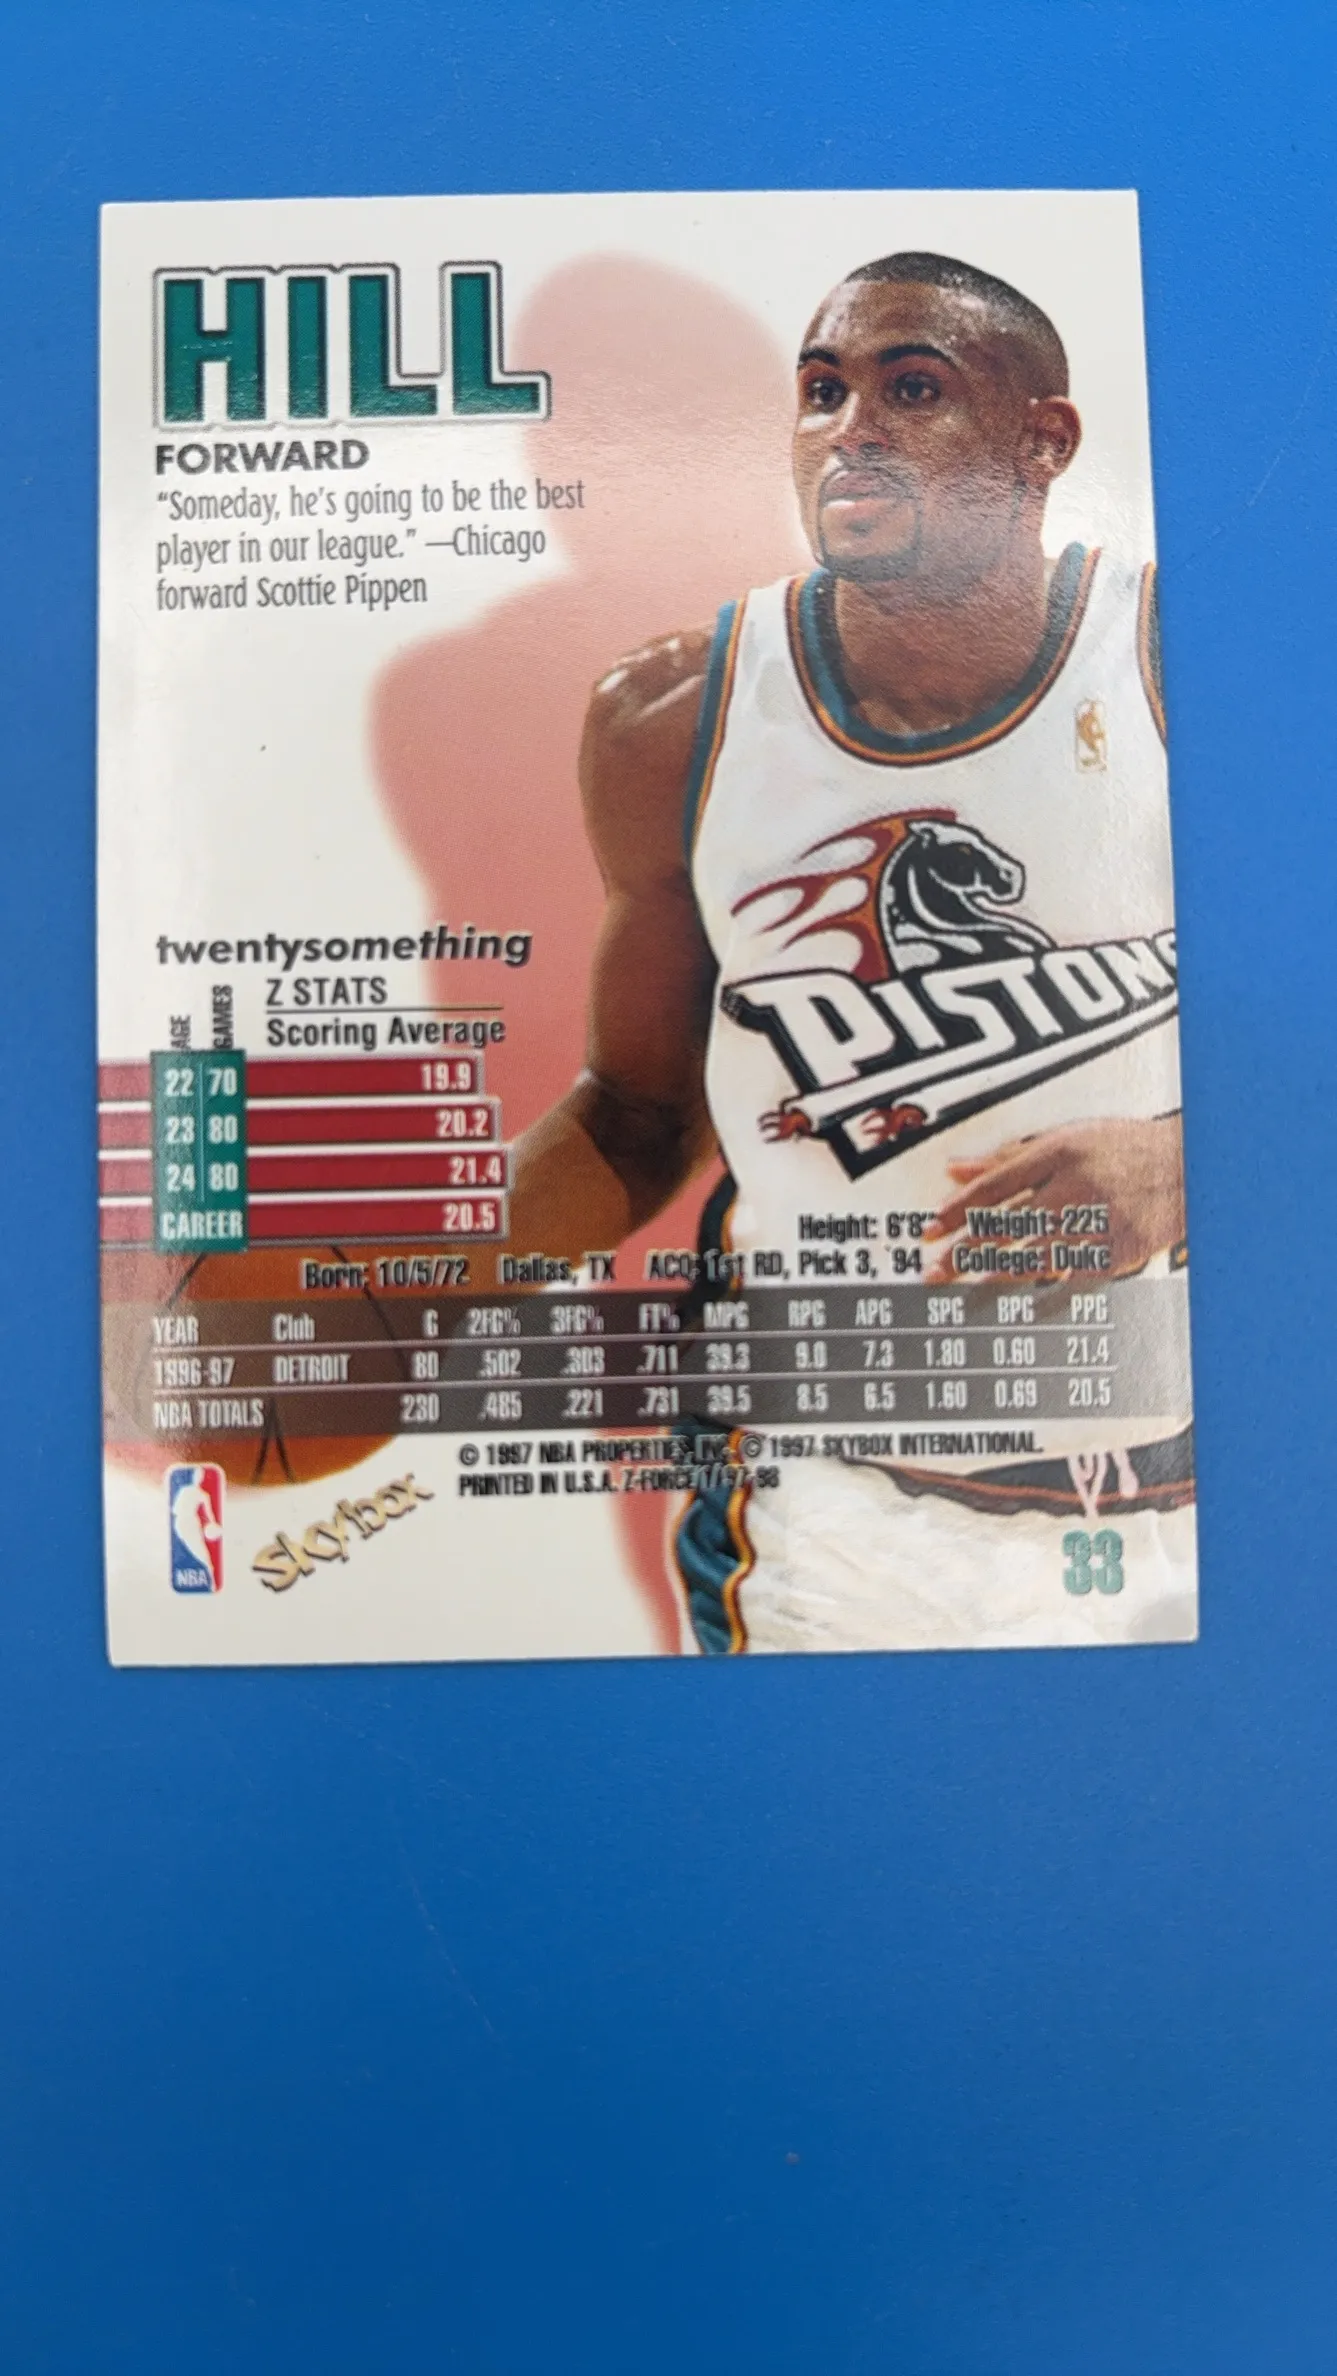 HILL
FORWARD
“Someday, he's going to be the best
player in our league.” —Chicago
forward Scottie Pippen
PISTONS
twentysomething
AGE GAMES Z STATS
Scoring Average
22 70 19.9
23 80 20.2
24 80 21.4
CAREER 20.5
Height: 6'8" Weight: 225
Born: 10/5/72 Dallas, TX ACQ: 1st RD, Pick 3, '94 College: Duke
YEAR Club G 2FG% 3FG% FT% MPG RPG APG SPG BPG PPG
1996-97 DETROIT 80 .502 .303 .711 39.3 9.0 7.3 1.80 0.60 21.4
NBA TOTALS 230 .485 .221 .731 38.5 8.5 6.5 1.60 0.69 20.5
© 1997 NBA PROPERTIES, INC. © 1997 SKYBOX INTERNATIONAL.
PRINTED IN U.S.A. Z-FORCE 1/ 97-98
NBA
skybox
33